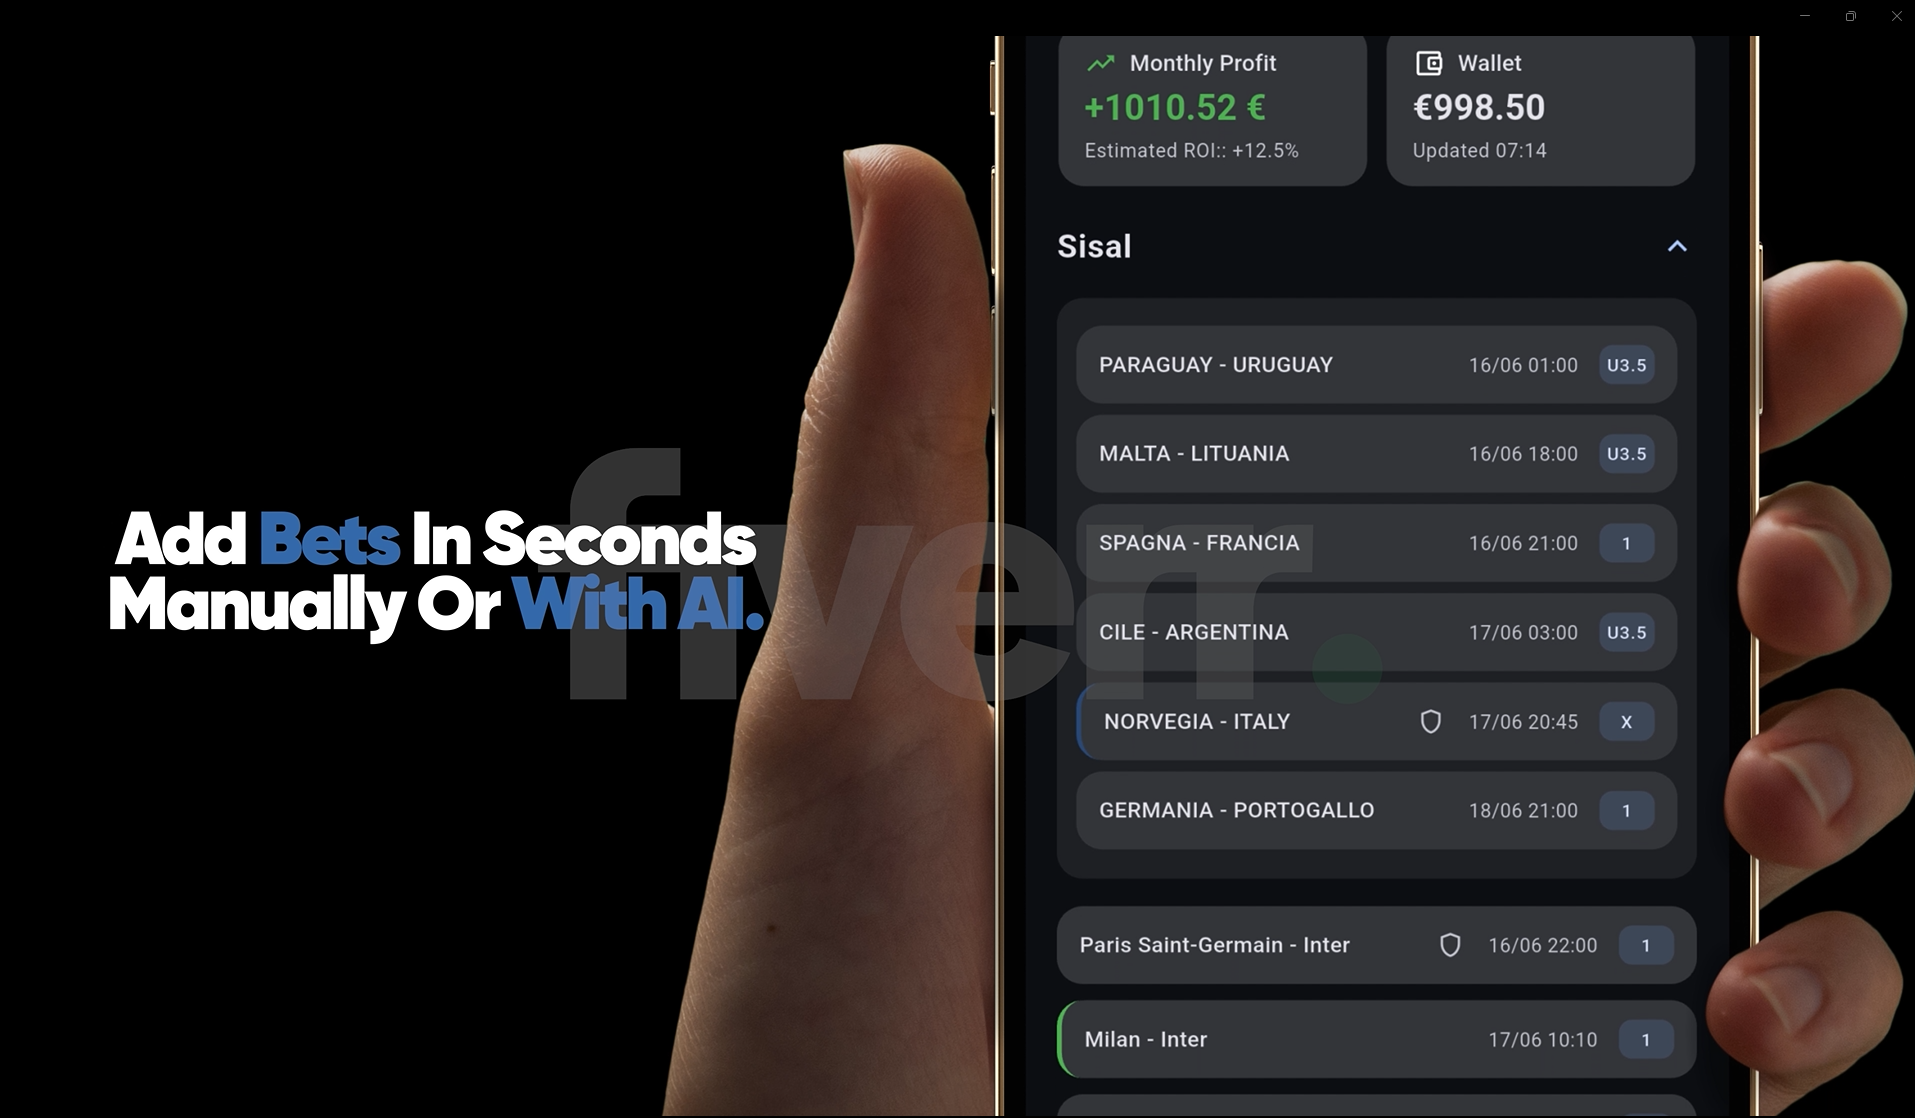 Monthly Profit
+1010.52 €
Estimated ROI:: +12.5%
Wallet
€998.50
Updated 07:14
Sisal
PARAGUAY - URUGUAY 16/06 01:00 U3.5
MALTA - LITUANIA 16/06 18:00 U3.5
SPAGNA - FRANCIA 16/06 21:00 1
CILE - ARGENTINA 17/06 03:00 U3.5
NORVEGIA - ITALY 17/06 20:45 X
GERMANIA - PORTOGALLO 18/06 21:00 1
Paris Saint-Germain - Inter 16/06 22:00 1
Milan - Inter 17/06 10:10 1
Add Bets In Seconds
Manually Or With AI.
fiverr.